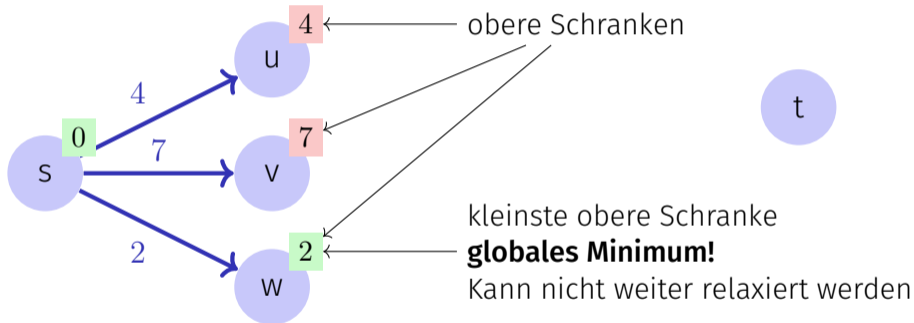 4
obere Schranken
u
4
t
0
7
7
s
v
kleinste obere Schranke
2
2
globales Minimum!
w
Kann nicht weiter relaxiert werden